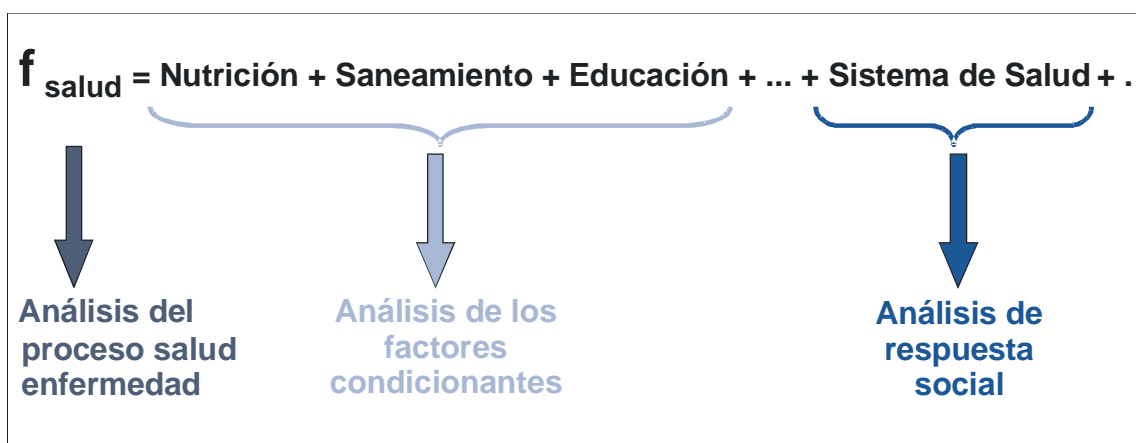 f salud = Nutrición + Saneamiento + Educación + ... + Sistema de Salud + .
Análisis del
proceso salud
enfermedad
Análisis de los
factores
condicionantes
Análisis de
respuesta
social